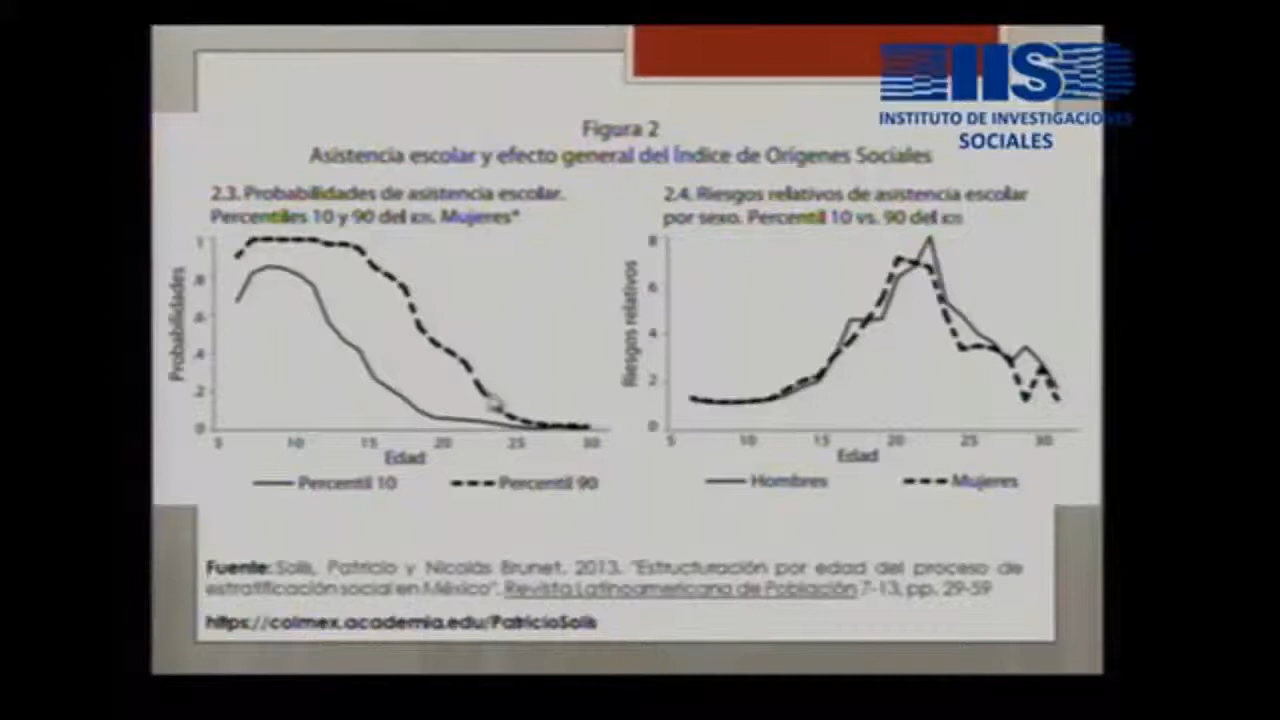 IISD
INSTITUTO DE INVESTIGACIONES
SOCIALES
Figura 2
Asistencia escolar y efecto general del Índice de Orígenes Sociales
2.3. Probabilidades de asistencia escolar.
Percentiles 10 y 90 del IOS. Mujeres*
Probabilidades
1
.8
.6
.4
.2
0
5 10 15 20 25 30
Edad
Percentil 10 Percentil 90
2.4. Riesgos relativos de asistencia escolar
por sexo. Percentil 10 vs. 90 del IOS
Riesgos relativos
8
6
4
2
0
5 10 15 20 25 30
Edad
Hombres Mujeres
Fuente: Solís, Patricio y Nicolás Brunet. 2013. "Estructuración por edad del proceso de
estratificación social en México". Revista Latinoamericana de Población 7-13, pp. 29-59
https://colmex.academia.edu/PatricioSolis